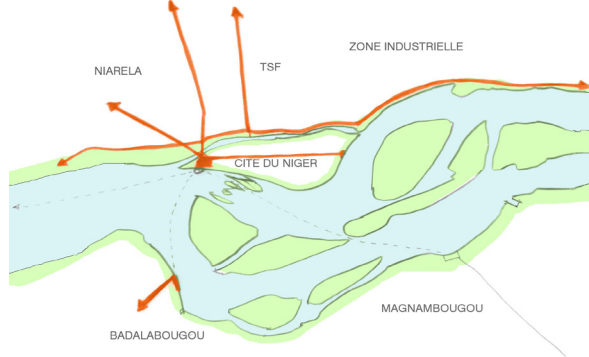 ZONE INDUSTRIELLE
NIARELA
TSF
CITE DU NIGER
MAGNAMBOUGOU
BADALABOUGOU